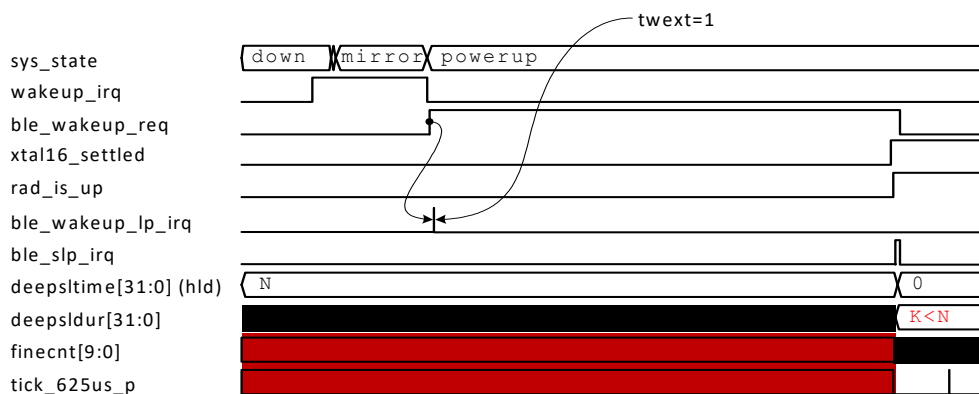 twext=1
sys_state down mirror powerup
wakeup_irq
ble_wakeup_req
xtal16_settled
rad_is_up
ble_wakeup_lp_irq
ble_slp_irq
deepsltime[31:0] (hld) N 0
deepsldur[31:0] K<N
finecnt[9:0]
tick_625us_p